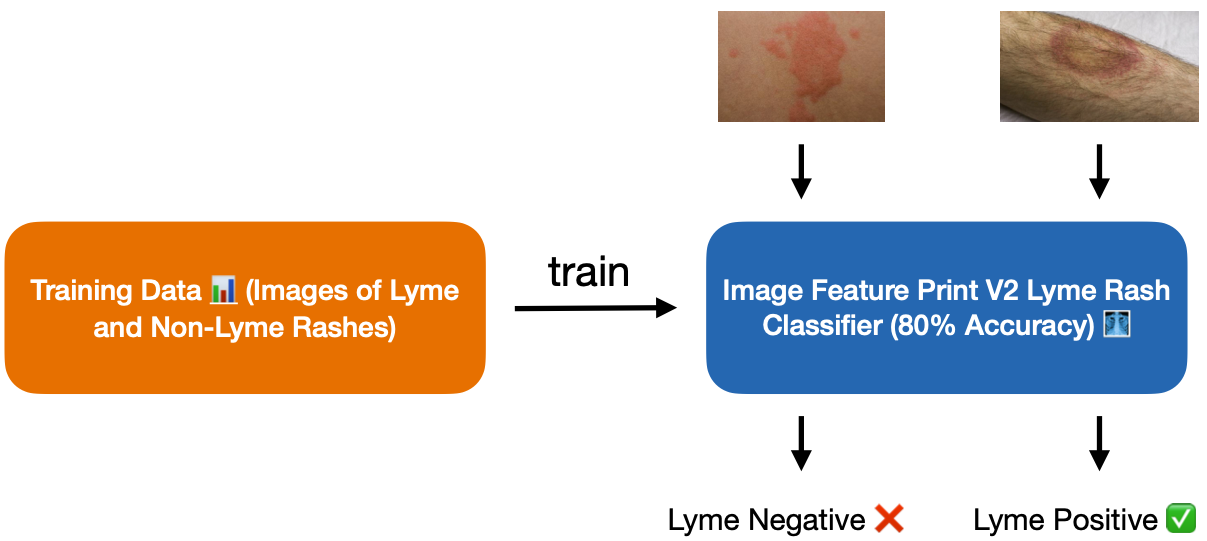 Training Data 📊 (Images of Lyme
and Non-Lyme Rashes)
train
Image Feature Print V2 Lyme Rash
Classifier (80% Accuracy) 🩻
Lyme Negative ❌
Lyme Positive ✅